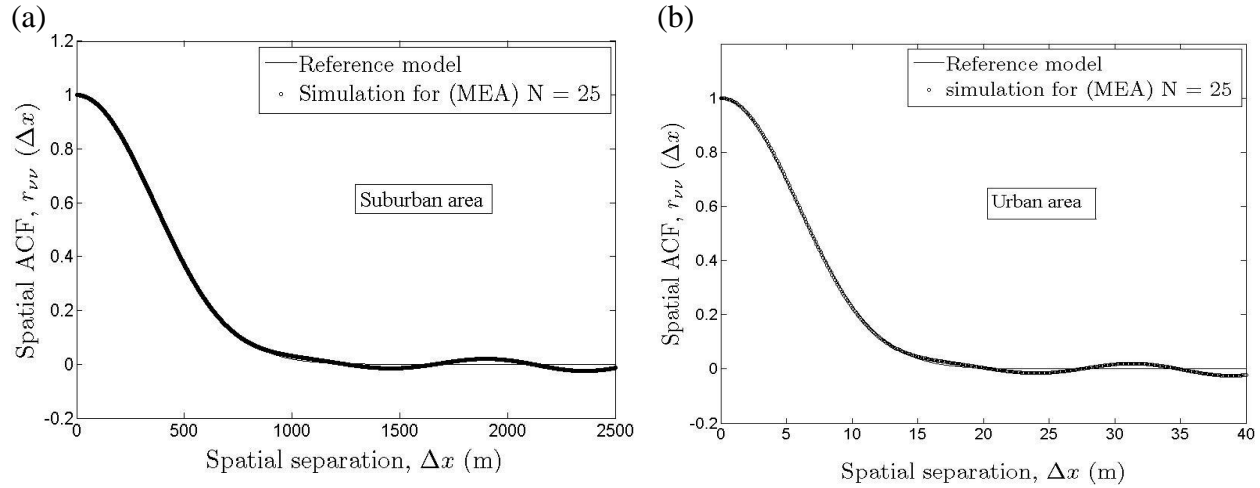 (a)
1.2
1
0.8
0.6
0.4
0.2
0
-0.2
Spatial ACF, r_νν (Δx)
Reference model
Simulation for (MEA) N = 25
Suburban area
0 500 1000 1500 2000 2500
Spatial separation, Δx (m)
(b)
1
0.8
0.6
0.4
0.2
0
-0.2
Spatial ACF, r_νν (Δx)
Reference model
simulation for (MEA) N = 25
Urban area
0 5 10 15 20 25 30 35 40
Spatial separation, Δx (m)